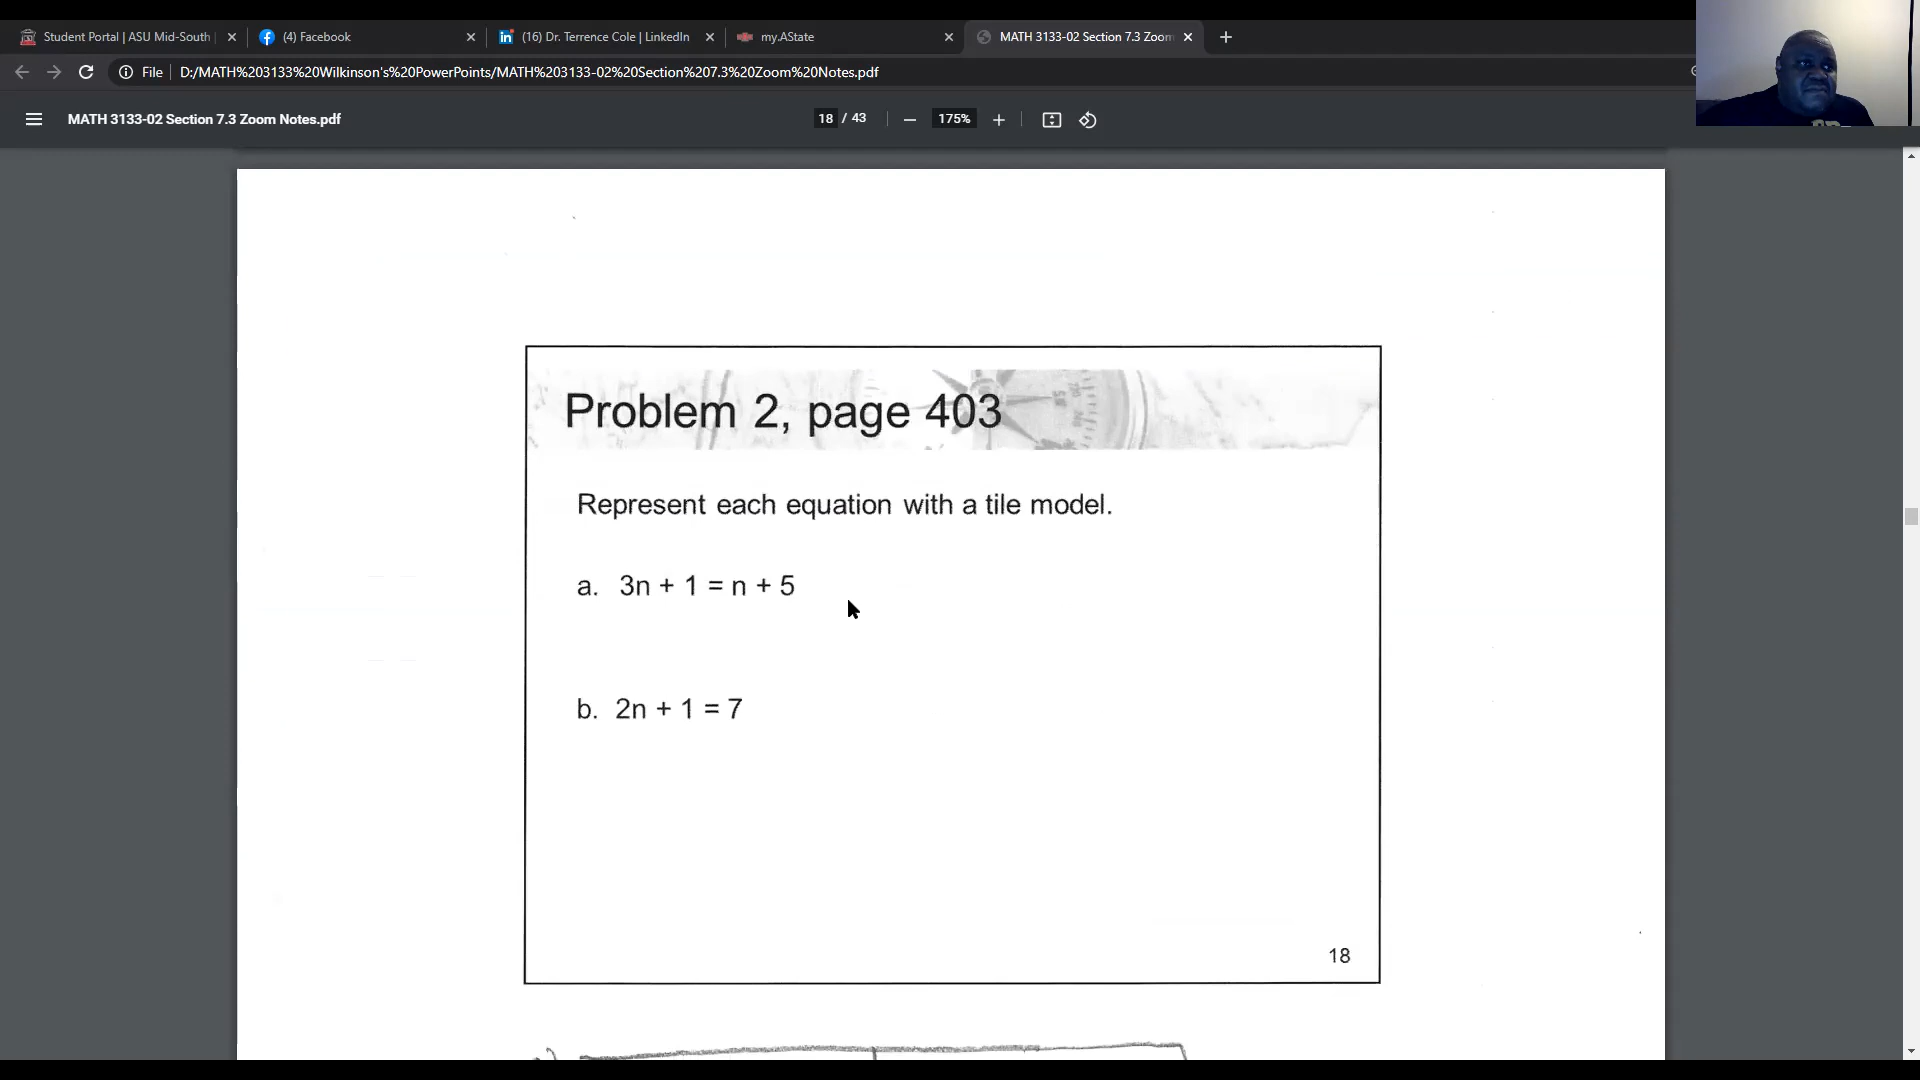 Student Portal | ASU Mid-South
(4) Facebook
(16) Dr. Terrence Cole | LinkedIn
my.AState
MATH 3133-02 Section 7.3 Zoom
File
D:/MATH%203133%20Wilkinson's%20PowerPoints/MATH%203133-02%20Section%207.3%20Zoom%20Notes.pdf
MATH 3133-02 Section 7.3 Zoom Notes.pdf
18 / 43
175%
Problem 2, page 403
Represent each equation with a tile model.
a. 3n + 1 = n + 5
b. 2n + 1 = 7
18